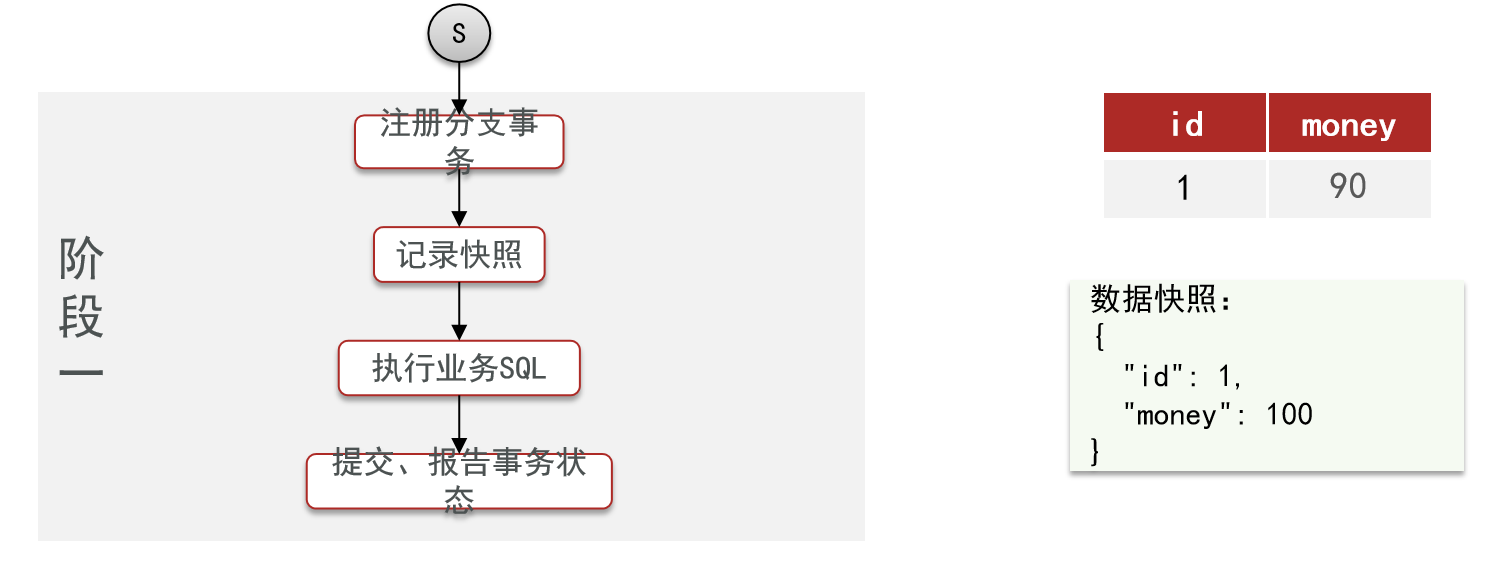 S
注册分支事
务
记录快照
执行业务SQL
提交、报告事务状
态
阶
段
一
id money
1 90
数据快照：
{
"id": 1,
"money": 100
}